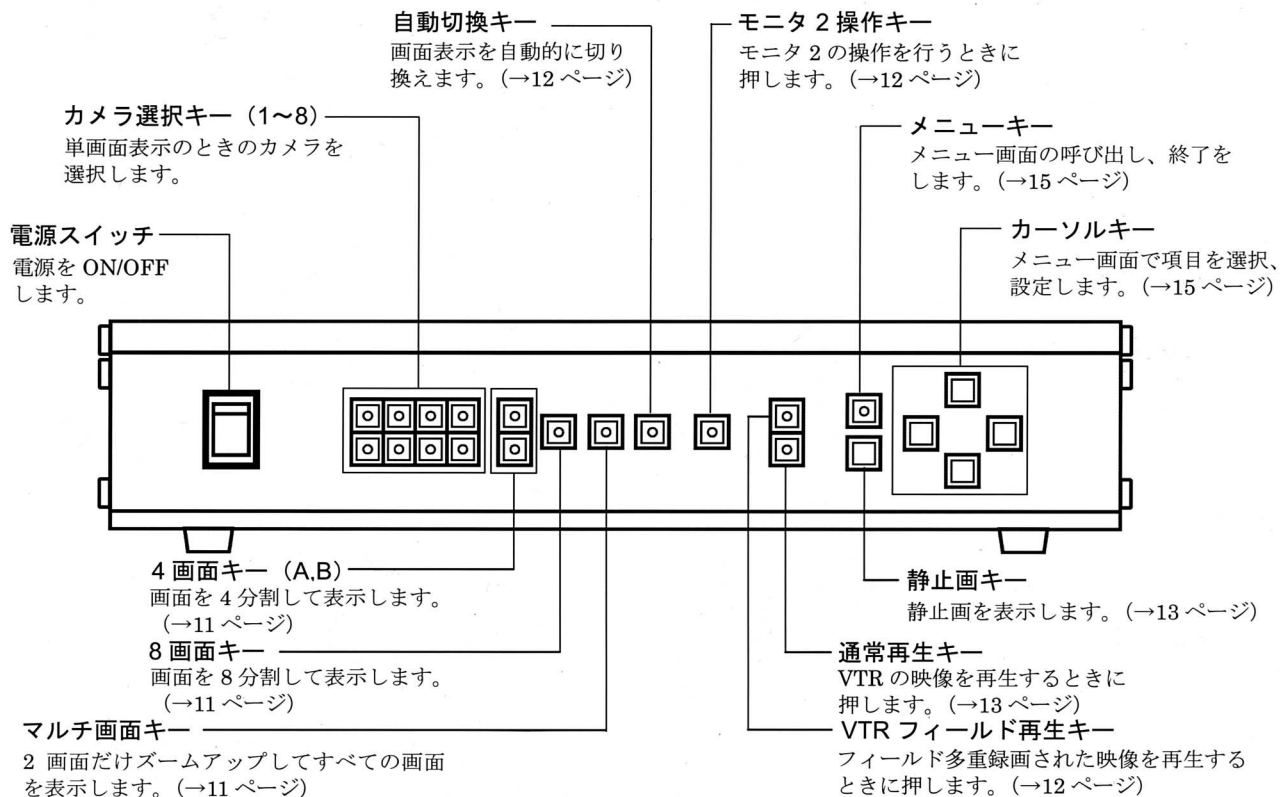 自動切換キー
画面表示を自動的に切り
換えます。(→12 ページ)
モニタ 2 操作キー
モニタ 2 の操作を行うときに
押します。(→12 ページ)
カメラ選択キー(1~8)
単画面表示のときのカメラを
選択します。
メニューキー
メニュー画面の呼び出し、終了を
します。(→15 ページ)
電源スイッチ
電源を ON/OFF
します。
カーソルキー
メニュー画面で項目を選択、
設定します。(→15 ページ)
4 画面キー(A,B)
画面を 4 分割して表示します。
(→11 ページ)
8 画面キー
画面を 8 分割して表示します。
(→11 ページ)
マルチ画面キー
2 画面だけズームアップしてすべての画面
を表示します。(→11 ページ)
静止画キー
静止画を表示します。(→13 ページ)
通常再生キー
VTR の映像を再生するときに
押します。(→13 ページ)
VTR フィールド再生キー
フィールド多重録画された映像を再生する
ときに押します。(→12 ページ)